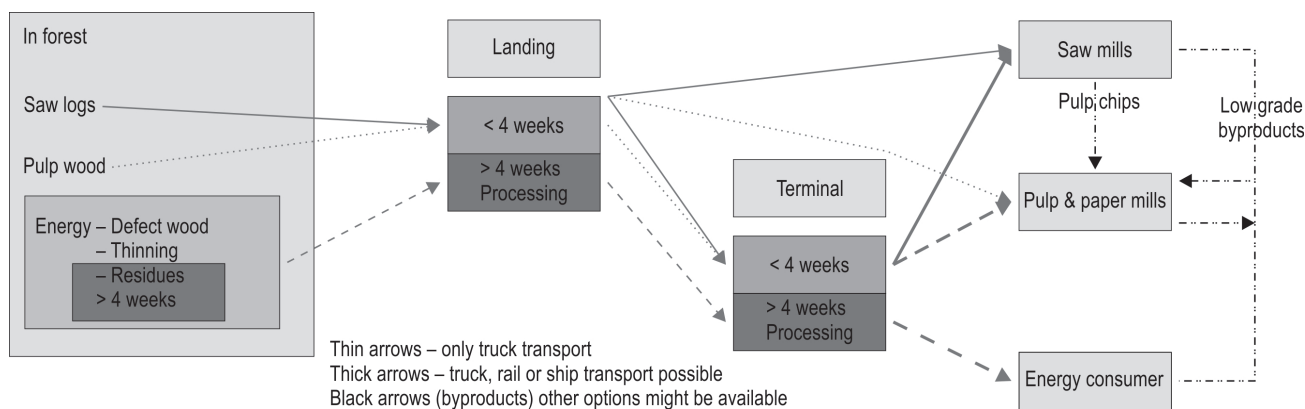 In forest
Saw logs
Pulp wood
Energy – Defect wood
– Thinning
– Residues
> 4 weeks
Landing
< 4 weeks
> 4 weeks
Processing
Terminal
< 4 weeks
> 4 weeks
Processing
Saw mills
Pulp chips
Low grade
byproducts
Pulp & paper mills
Energy consumer
Thin arrows – only truck transport
Thick arrows – truck, rail or ship transport possible
Black arrows (byproducts) other options might be available